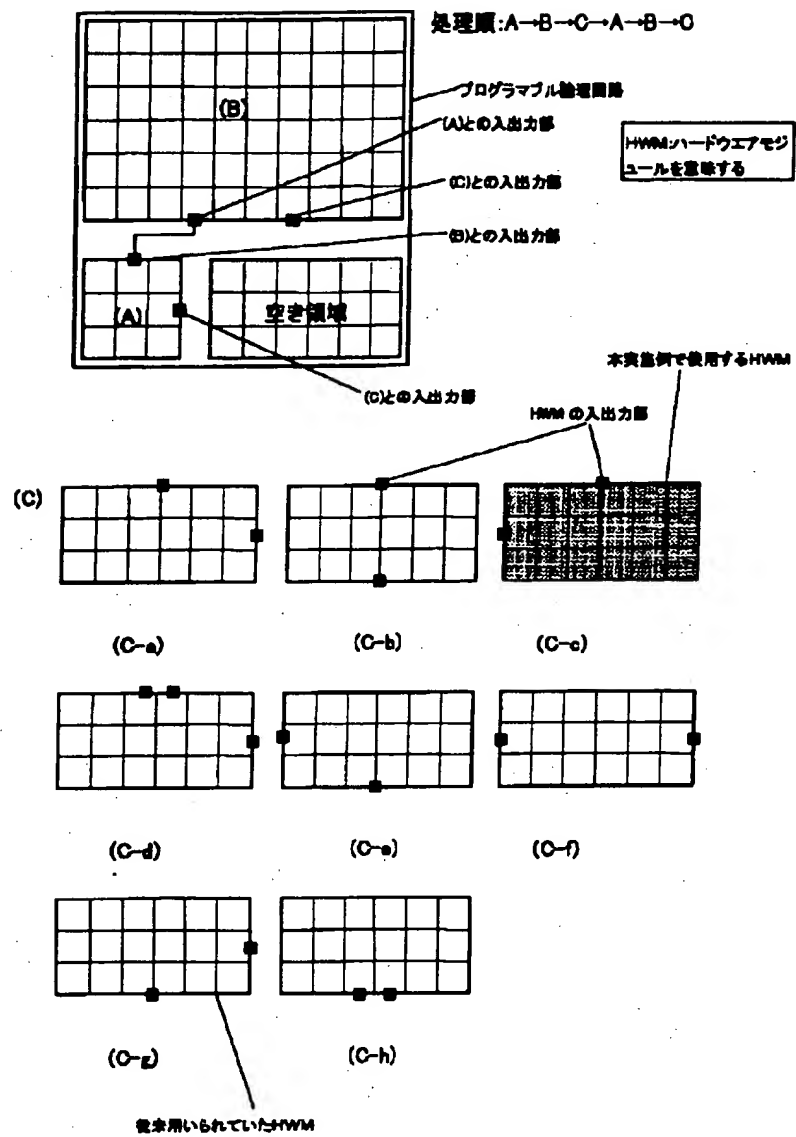 処理順:A→B→C→A→B→C
プログラマブル論理回路
(B)
(A)との入出力部
HWM:ハードウエアモジ
ュールを意味する
(C)との入出力部
(B)との入出力部
(A)
空き領域
(C)との入出力部
本実施例で使用するHWM
HWM の入出力部
(C)
(C-a)
(C-b)
(C-c)
(C-d)
(C-e)
(C-f)
(C-g)
(C-h)
従来用いられていたHWM